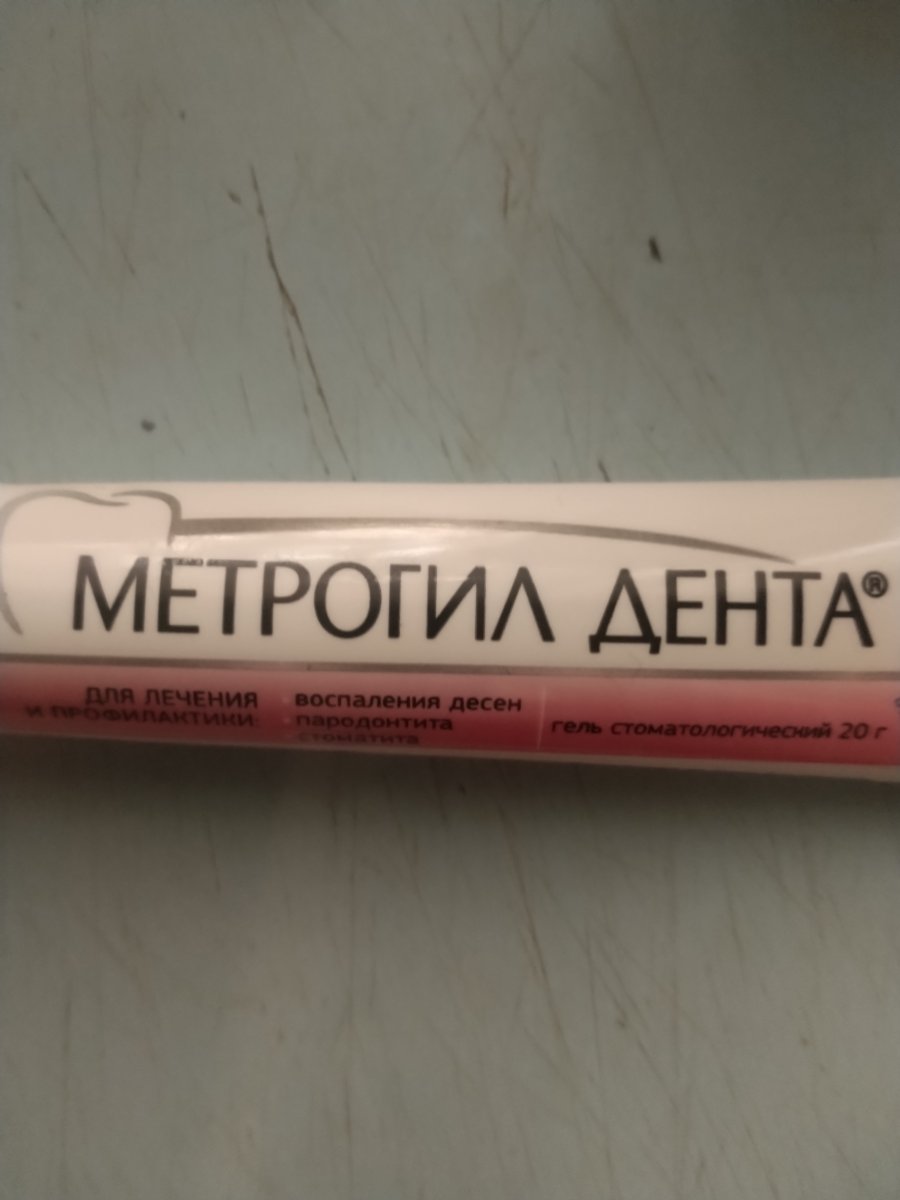 МЕТРОГИЛ ДЕНТА®
ДЛЯ ЛЕЧЕНИЯ
И ПРОФИЛАКТИКИ:
воспаления десен
пародонтита
стоматита
гель стоматологический 20 г